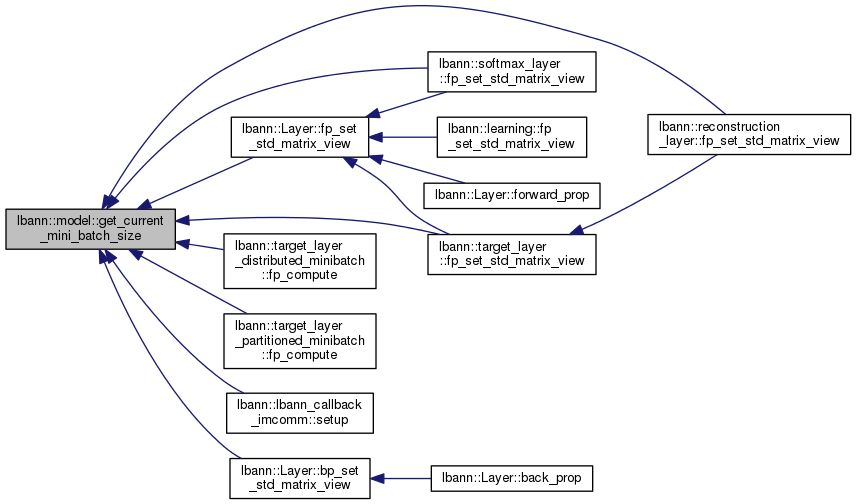 lbann::model::get_current
_mini_batch_size
lbann::Layer::fp_set
_std_matrix_view
lbann::softmax_layer
::fp_set_std_matrix_view
lbann::learning::fp
_set_std_matrix_view
lbann::Layer::forward_prop
lbann::target_layer
::fp_set_std_matrix_view
lbann::reconstruction
_layer::fp_set_std_matrix_view
lbann::target_layer
_distributed_minibatch
::fp_compute
lbann::target_layer
_partitioned_minibatch
::fp_compute
lbann::lbann_callback
_imcomm::setup
lbann::Layer::bp_set
_std_matrix_view
lbann::Layer::back_prop